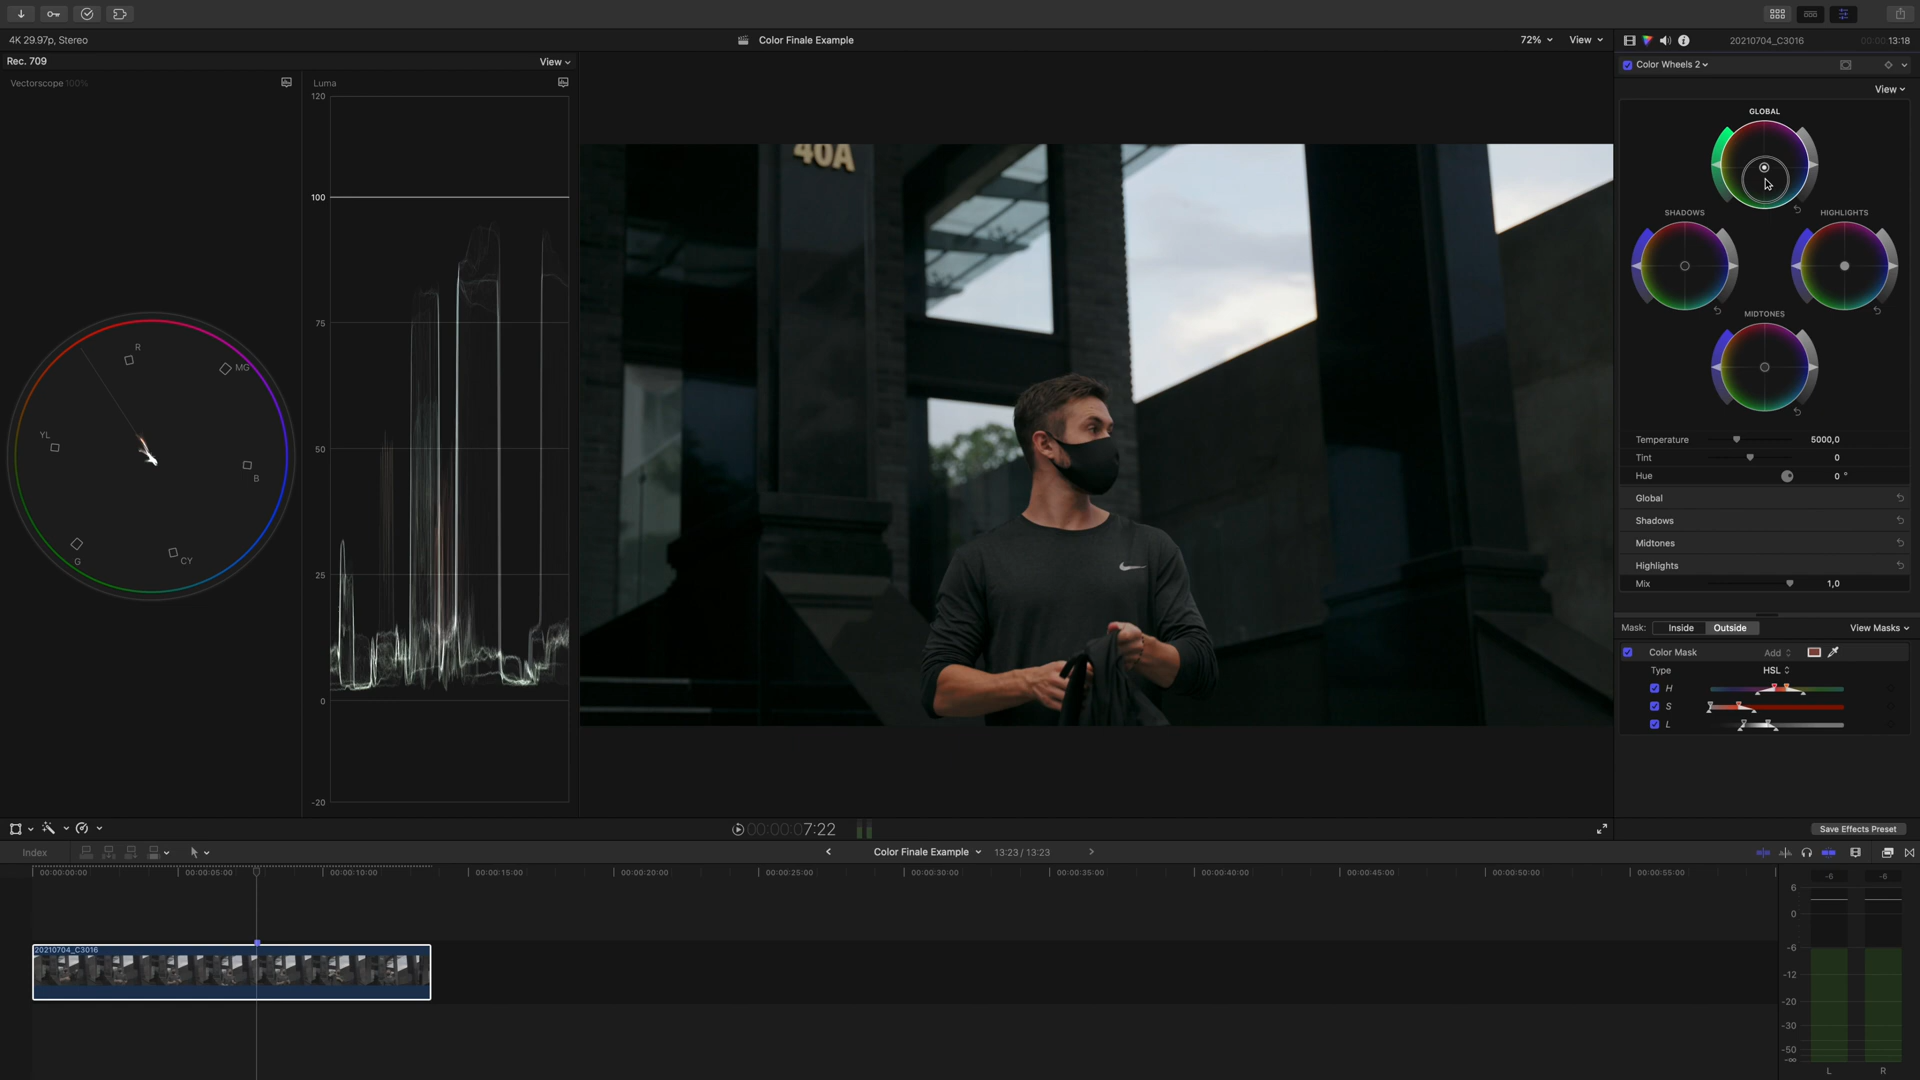 4K 29.97p, Stereo
Color Finale Example
72%
View
20210704_C3016
00:00:13:18
Rec. 709
View
Color Wheels 2
Vectorscope 100%
Luma
View
120
100
75
50
25
0
-20
R
MG
YL
B
G
CY
40A
GLOBAL
SHADOWS
HIGHLIGHTS
MIDTONES
Temperature 5000,0
Tint 0
Hue 0 °
Global
Shadows
Midtones
Highlights
Mix 1,0
Mask: Inside Outside View Masks
Color Mask Add
Type HSL
H
S
L
00:00:00:07:22
Save Effects Preset
Index
Color Finale Example
13:23 / 13:23
00:00:00:00
00:00:05:00
00:00:10:00
00:00:15:00
00:00:20:00
00:00:25:00
00:00:30:00
00:00:35:00
00:00:40:00
00:00:45:00
00:00:50:00
00:00:55:00
20210704_C3016
-6 -6
6
0
-6
-12
-20
-30
-50
-∞
L R